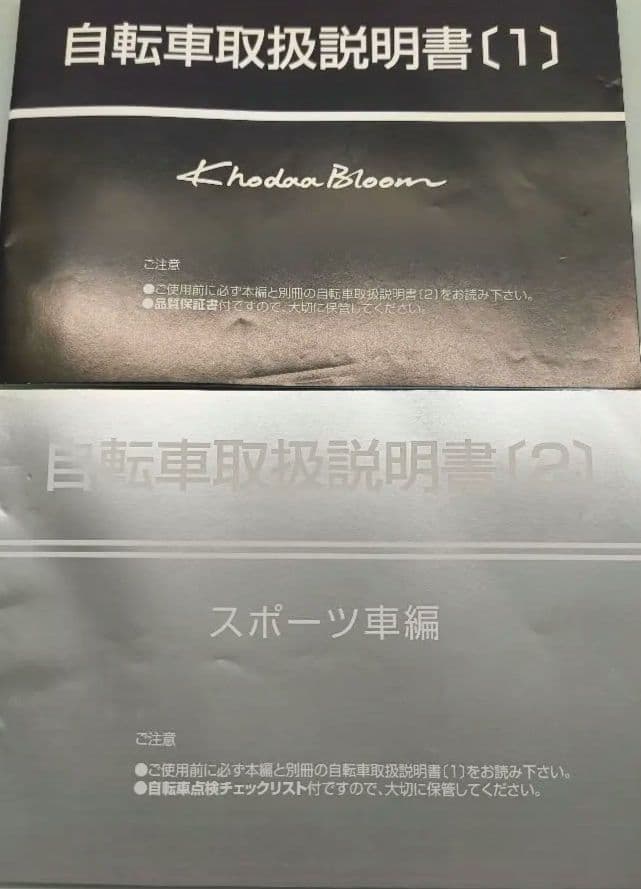 自転車取扱説明書〔1〕
KhodaaBloom
ご注意
●ご使用前に必ず本編と別冊の自転車取扱説明書〔2〕をお読み下さい。
●品質保証書付ですので、大切に保管してください。
自転車取扱説明書〔2〕
スポーツ車編
ご注意
●ご使用前に必ず本編と別冊の自転車取扱説明書〔1〕をお読み下さい。
●自転車点検チェックリスト付ですので、大切に保管してください。